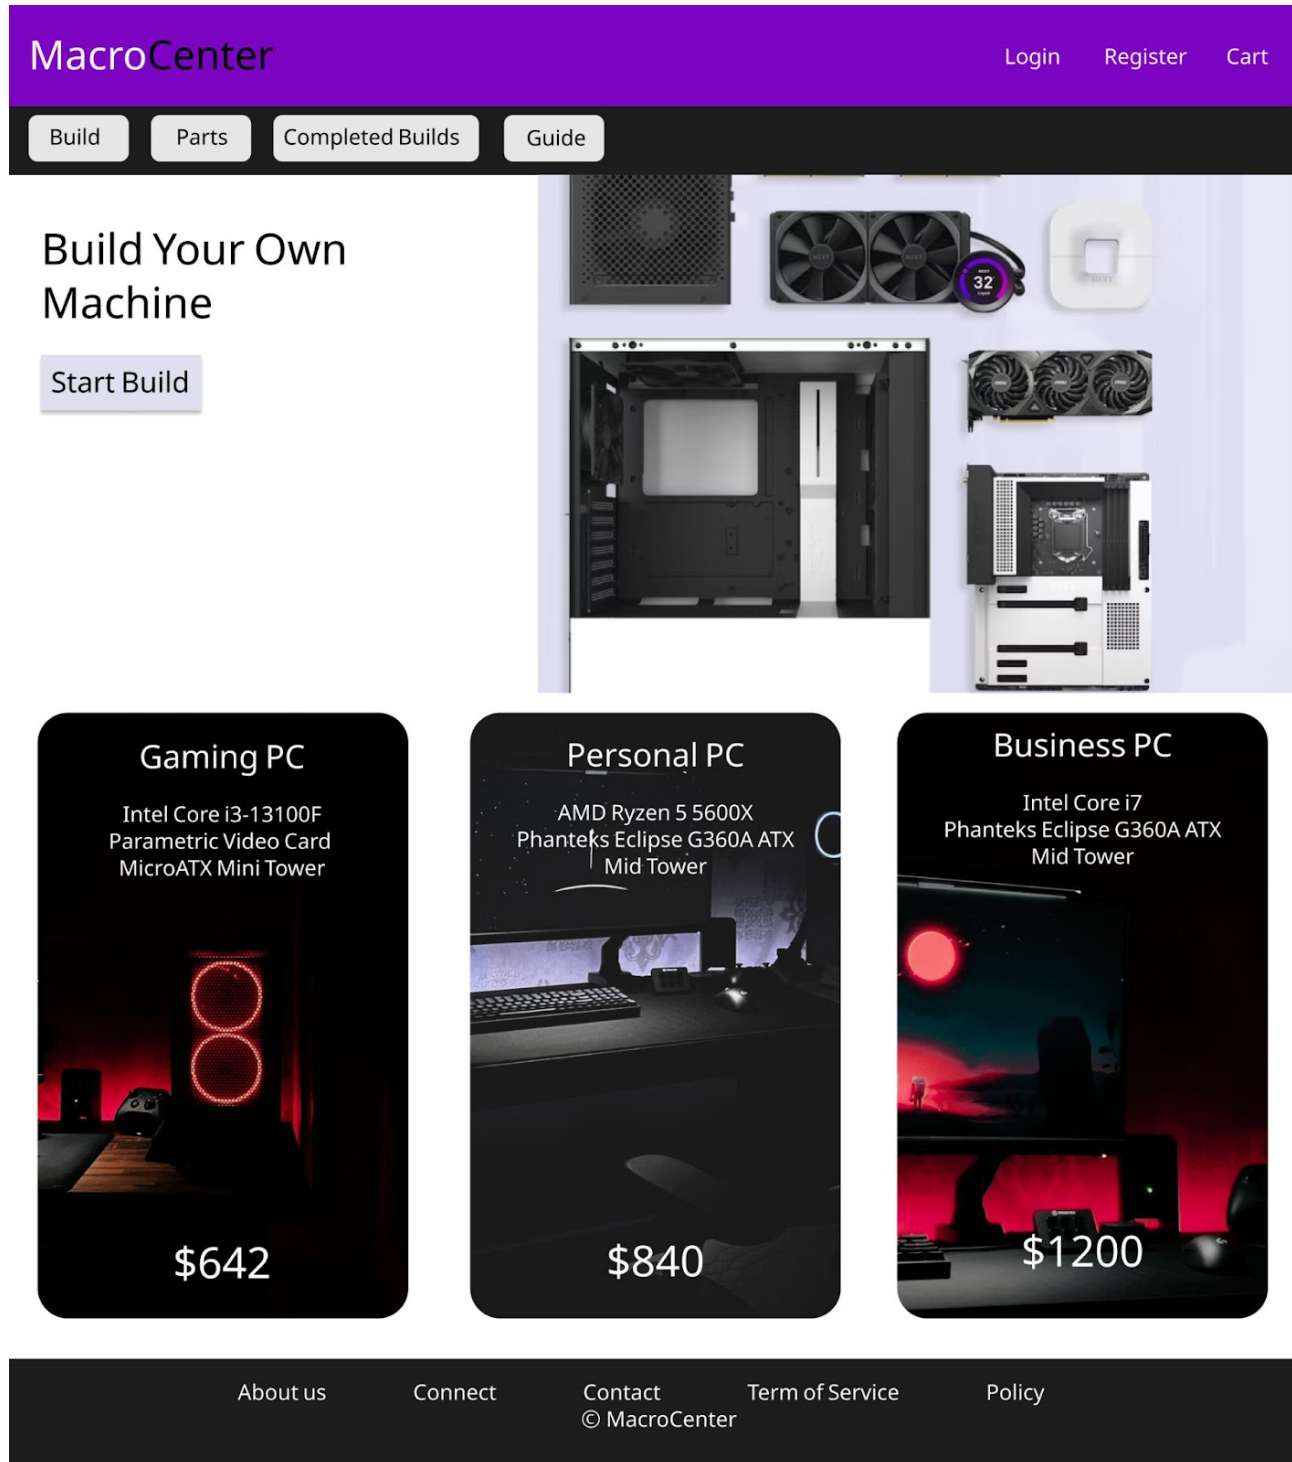 MacroCenter
Login Register Cart
Build Parts Completed Builds Guide
Build Your Own
Machine
Start Build
NZXT
32°
Liquid
Gaming PC
Intel Core i3-13100F
Parametric Video Card
MicroATX Mini Tower
$642
Personal PC
AMD Ryzen 5 5600X
Phanteks Eclipse G360A ATX
Mid Tower
$840
Business PC
Intel Core i7
Phanteks Eclipse G360A ATX
Mid Tower
$1200
About us Connect Contact Term of Service Policy
© MacroCenter